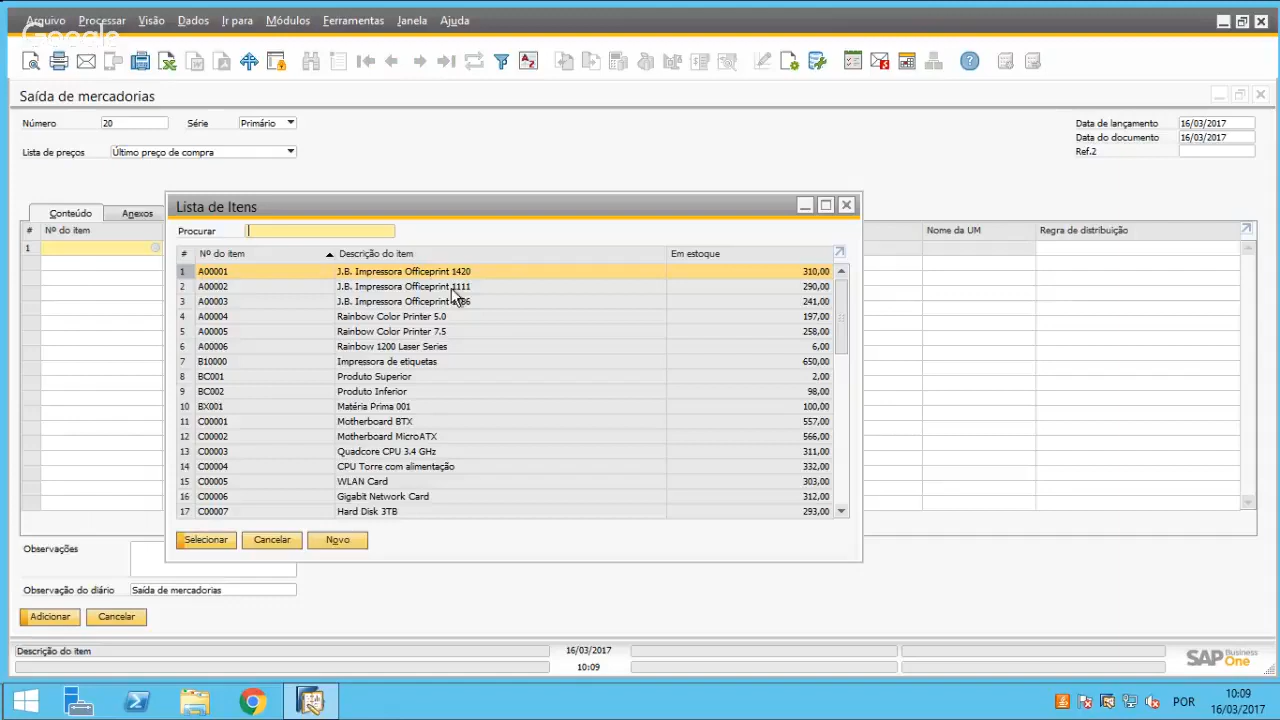 Arquivo Processar Visão Dados Ir para Módulos Ferramentas Janela Ajuda
Google
Saída de mercadorias
Número 20 Série Primário Data de lançamento 16/03/2017
Data do documento 16/03/2017
Lista de preços Último preço de compra Ref.2
Lista de Itens
Conteúdo Anexos
# Nº do item Nome da UM Regra de distribuição
1
Procurar
# Nº do item Descrição do item Em estoque
1 A00001 J.B. Impressora Officeprint 1420 310,00
2 A00002 J.B. Impressora Officeprint 1111 290,00
3 A00003 J.B. Impressora Officeprint 241,00
4 A00004 Rainbow Color Printer 5.0 197,00
5 A00005 Rainbow Color Printer 7.5 258,00
6 A00006 Rainbow 1200 Laser Series 6,00
7 B10000 Impressora de etiquetas 650,00
8 BC001 Produto Superior 2,00
9 BC002 Produto Inferior 98,00
10 BX001 Matéria Prima 001 100,00
11 C00001 Motherboard BTX 557,00
12 C00002 Motherboard MicroATX 566,00
13 C00003 Quadcore CPU 3.4 GHz 311,00
14 C00004 CPU Torre com alimentação 332,00
15 C00005 WLAN Card 303,00
16 C00006 Gigabit Network Card 312,00
17 C00007 Hard Disk 3TB 293,00
Selecionar Cancelar Novo
Observações
Observação do diário Saída de mercadorias
Adicionar Cancelar
Descrição do item 16/03/2017
10:09
SAP Business One
POR 10:09
16/03/2017